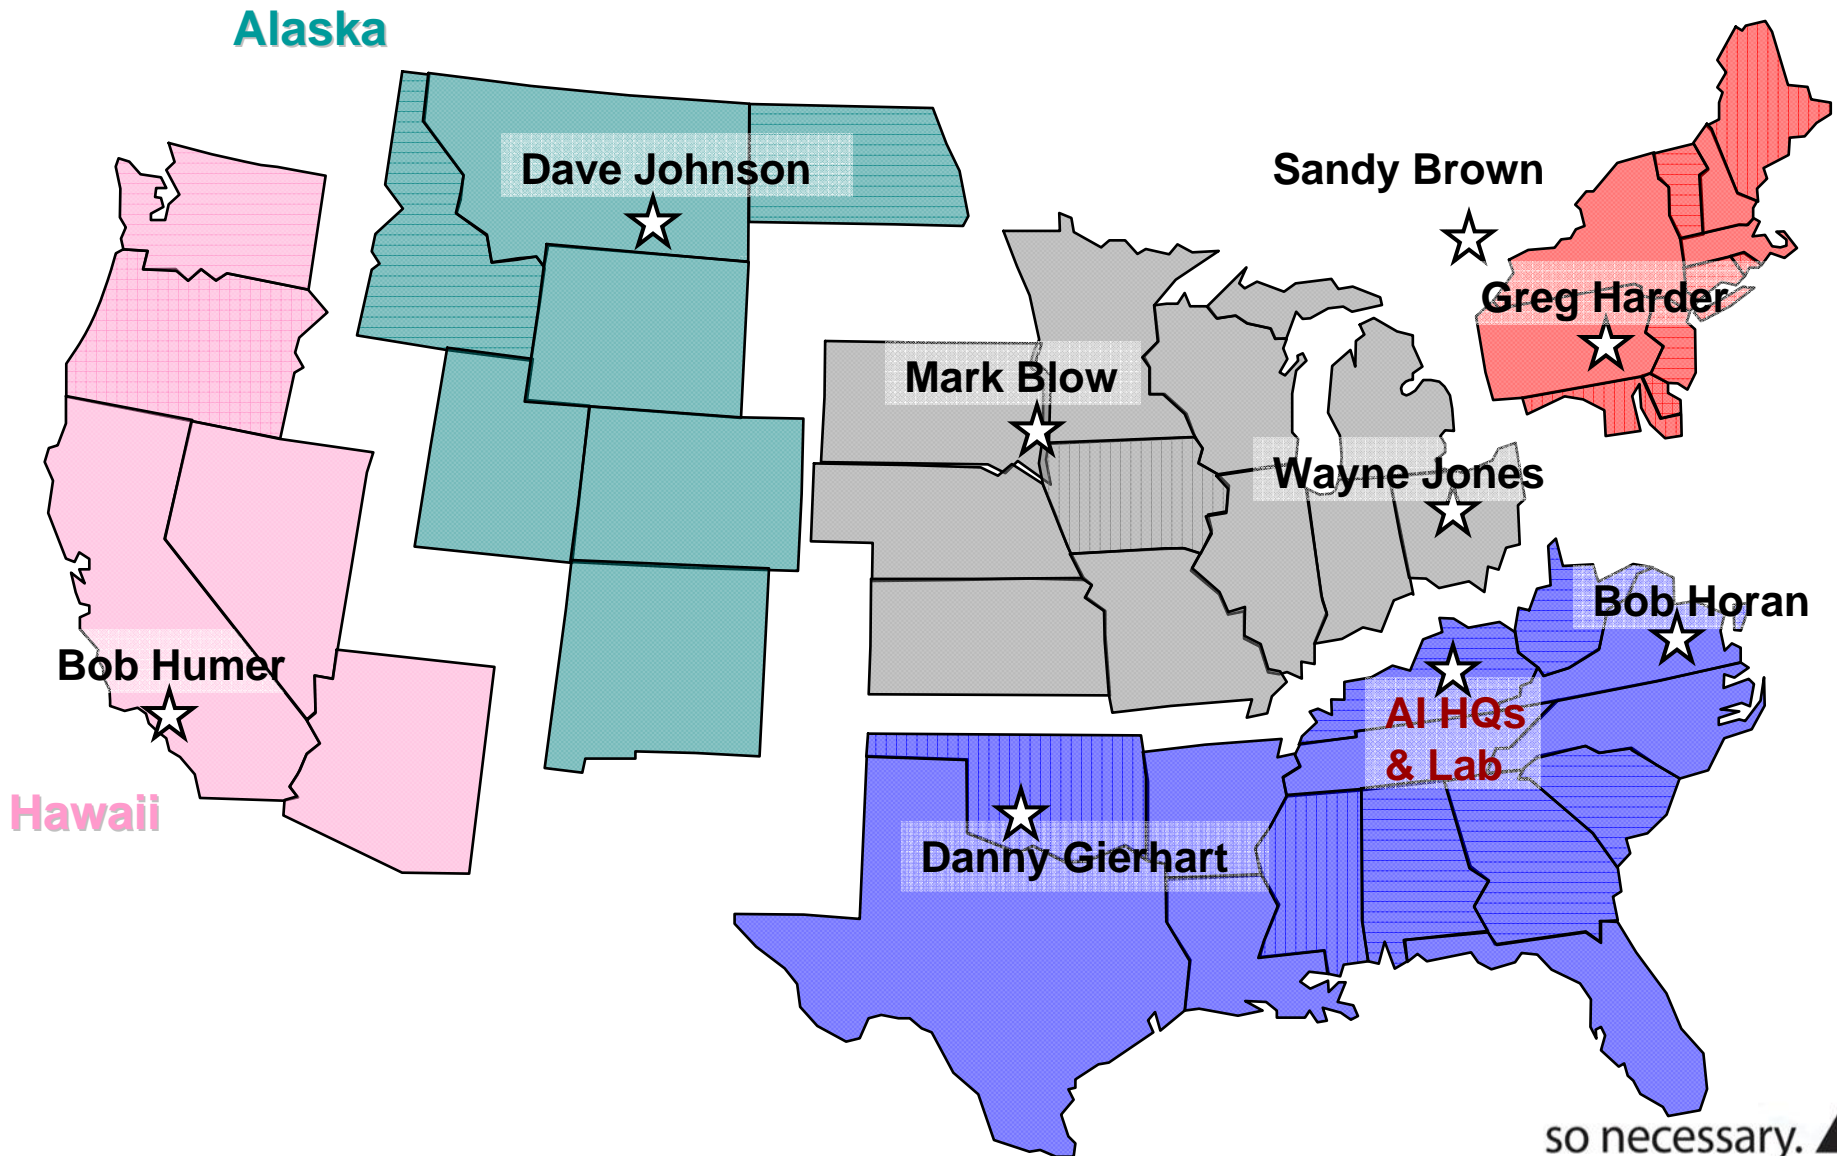 Alaska
Dave Johnson
Sandy Brown
Greg Harder
Mark Blow
Wayne Jones
Bob Horan
Bob Humer
AI HQs
& Lab
Hawaii
Danny Gierhart
so necessary.